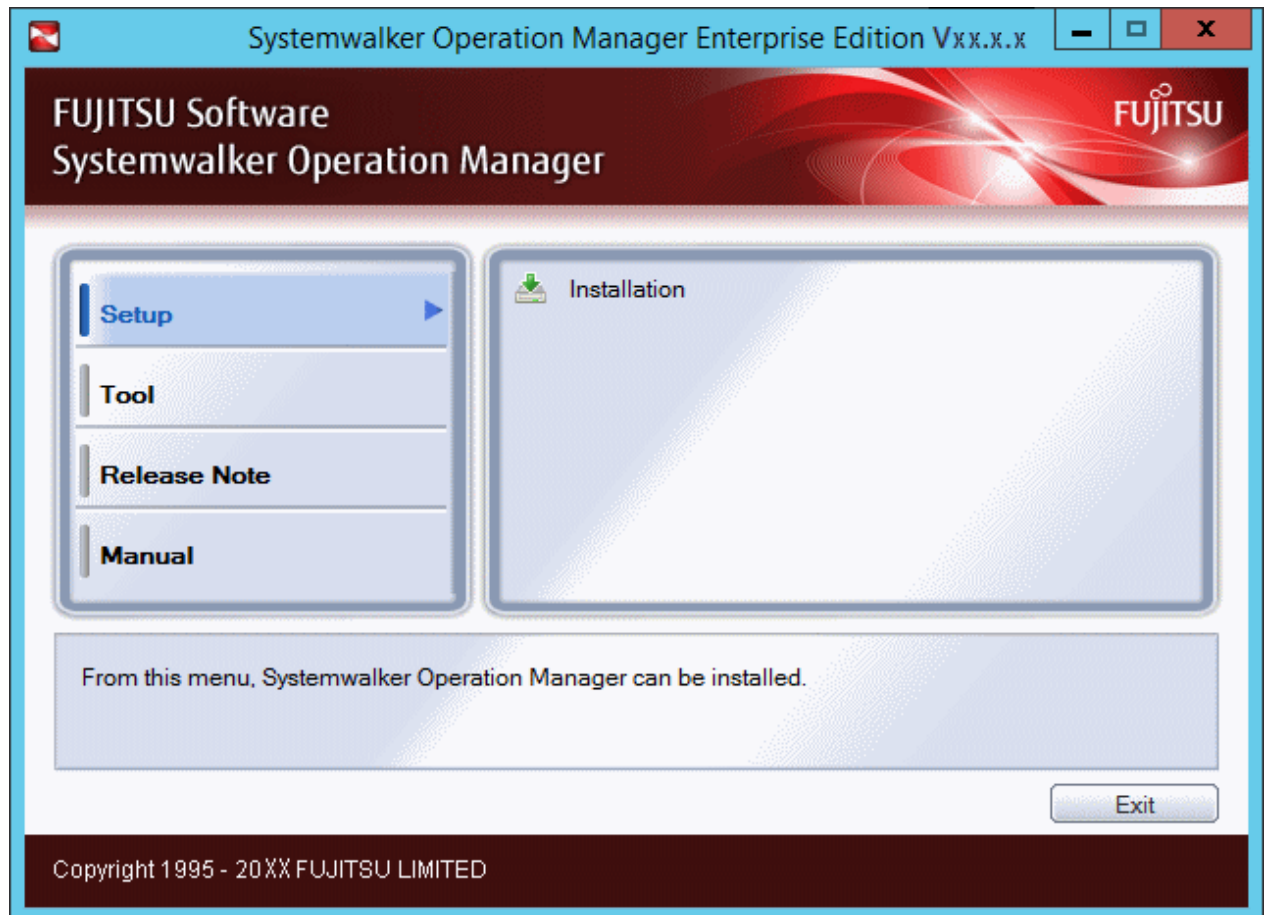 Systemwalker Operation Manager Enterprise Edition Vxx.x.x
FUJITSU Software
Systemwalker Operation Manager
FUJITSU
Setup
Tool
Release Note
Manual
Installation
From this menu, Systemwalker Operation Manager can be installed.
Exit
Copyright 1995 - 20XX FUJITSU LIMITED